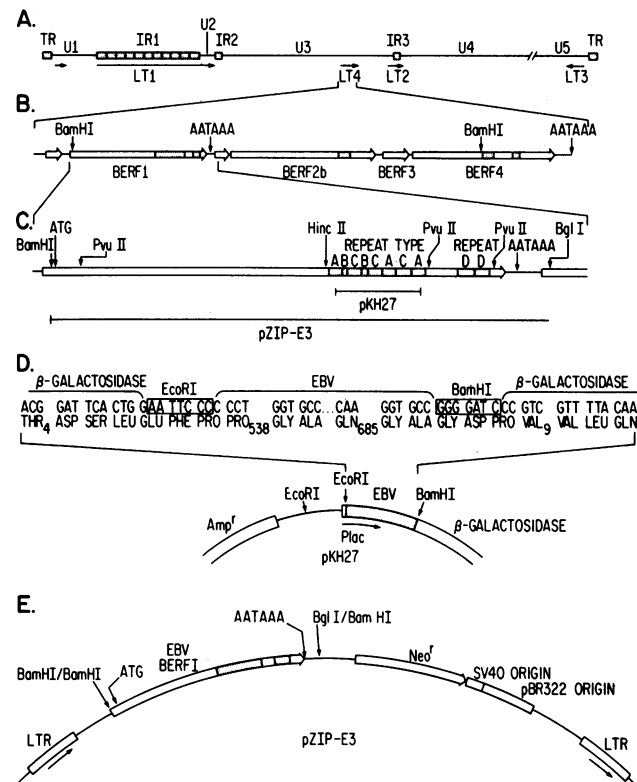 A.
TR U1 IR1 U2 IR2 U3 IR3 U4 U5 TR
LT1 LT4 LT2 LT3
B.
BamHI AATAAA BamHI AATAAA
BERF1 BERF2b BERF3 BERF4
C.
ATG
BamHI Pvu II Hinc II Pvu II Pvu II AATAAA Bgl I
REPEAT TYPE REPEAT
A B C B C A C A D D
pKH27
pZIP-E3
D.
β-GALACTOSIDASE EcoRI EBV BamHI β-GALACTOSIDASE
ACG GAT TCA CTG GAA TTC CCC CCT GGT GCC...CAA GGT GCC GGG GAT CCC GTC GTT TTA CAA
THR4 ASP SER LEU GLU PHE PRO PRO538 GLY ALA GLN685 GLY ALA GLY ASP PRO VAL9 VAL LEU GLN
EcoRI
EcoRI EBV BamHI
Ampr Plac β-GALACTOSIDASE
pKH27
E.
AATAAA Bgl I/Bam HI
BamHI/BamHI ATG EBV BERFI Neor SV40 ORIGIN pBR322 ORIGIN
LTR pZIP-E3 LTR